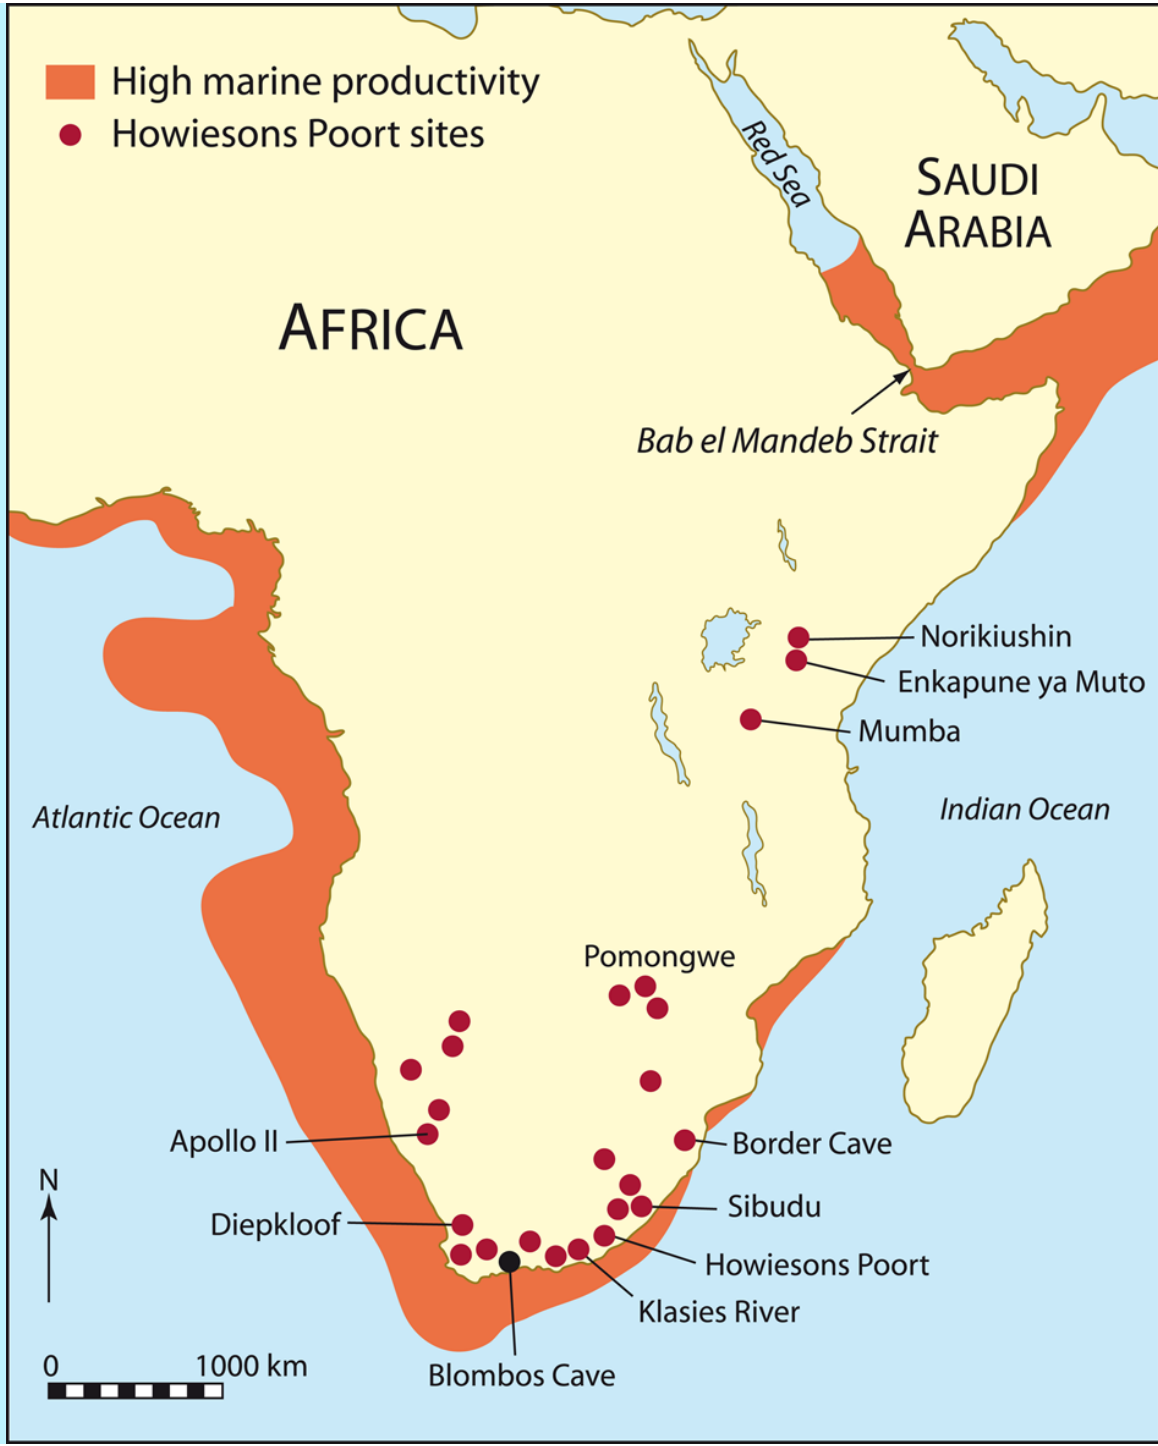 High marine productivity
Howiesons Poort sites
Red Sea
SAUDI
ARABIA
AFRICA
Bab el Mandeb Strait
Norikiushin
Enkapune ya Muto
Mumba
Atlantic Ocean
Indian Ocean
Pomongwe
Apollo II
Border Cave
N
Sibudu
Diepkloof
Howiesons Poort
Klasies River
0 1000 km
Blombos Cave